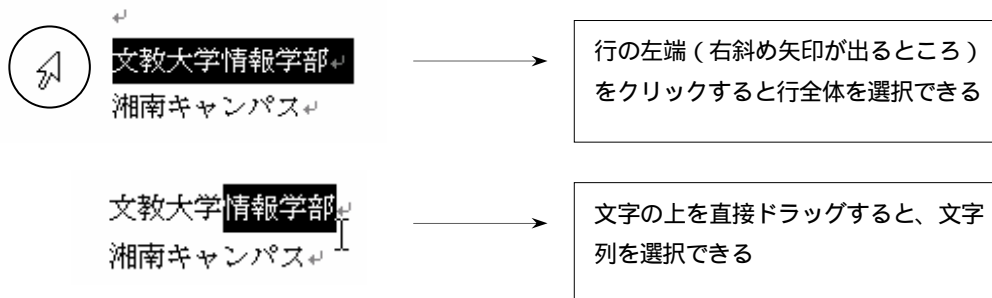 文教大学情報学部
湘南キャンパス
行の左端（右斜め矢印が出るところ）
をクリックすると行全体を選択できる
文教大学情報学部
湘南キャンパス
文字の上を直接ドラッグすると、文字
列を選択できる